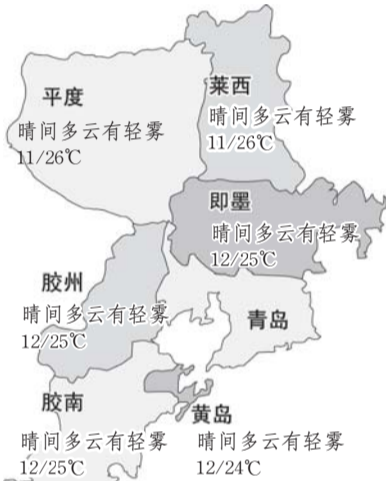 平度
晴间多云有轻雾
11/26℃
莱西
晴间多云有轻雾
11/26℃
即墨
晴间多云有轻雾
12/25℃
胶州
晴间多云有轻雾
12/25℃
青岛
胶南
晴间多云有轻雾
12/25℃
黄岛
晴间多云有轻雾
12/24℃